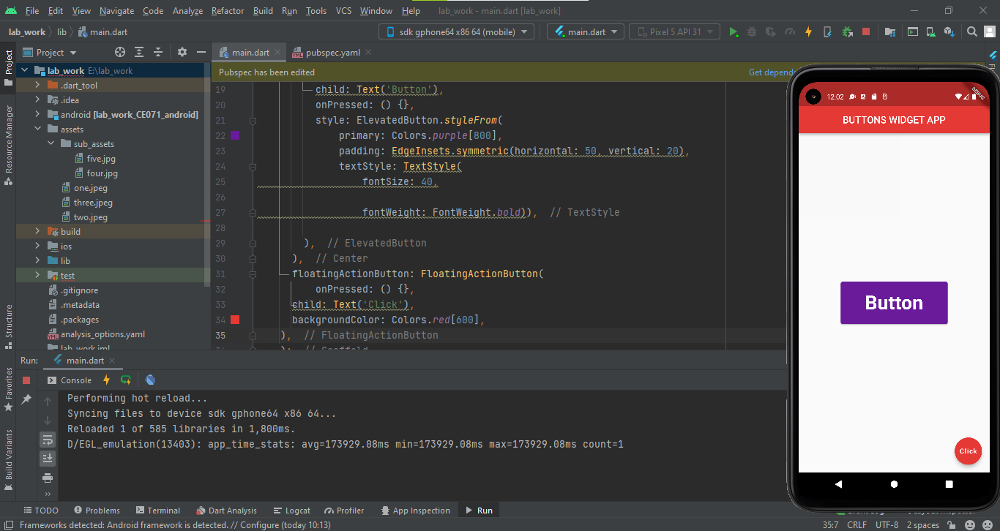 File Edit View Navigate Code Analyze Refactor Build Run Tools VCS Window Help lab_work - main.dart [lab_work]
lab_work lib main.dart sdk gphone64 x86 64 (mobile) main.dart Pixel 5 API 31
Project main.dart pubspec.yaml
Project
Resource Manager
Structure
Favorites
Build Variants
lab_work E:\lab_work
.dart_tool
.idea
android [lab_work_CE071_android]
assets
sub_assets
five.jpg
four.jpg
one.jpeg
three.jpeg
two.jpeg
build
ios
lib
test
.gitignore
.metadata
.packages
analysis_options.yaml
lab_work.iml
Pubspec has been edited Get depend
19 child: Text('Button'),
20 onPressed: () {},
21 style: ElevatedButton.styleFrom(
22 primary: Colors.purple[800],
23 padding: EdgeInsets.symmetric(horizontal: 50, vertical: 20),
24 textStyle: TextStyle(
25 fontSize: 40,
26
27 fontWeight: FontWeight.bold)), // TextStyle
28
29 ), // ElevatedButton
30 ), // Center
31 floatingActionButton: FloatingActionButton(
32 onPressed: () {},
33 child: Text('Click'),
34 backgroundColor: Colors.red[600],
35 ), // FloatingActionButton
); // Scaffold
12:02
DEBUG
BUTTONS WIDGET APP
Button
Click
Run: main.dart
Console
Performing hot reload...
Syncing files to device sdk gphone64 x86 64...
Reloaded 1 of 585 libraries in 1,800ms.
D/EGL_emulation(13403): app_time_stats: avg=173929.08ms min=173929.08ms max=173929.08ms count=1
TODO Problems Terminal Dart Analysis Logcat Profiler App Inspection Run
Frameworks detected: Android framework is detected. // Configure (today 10:13) 35:7 CRLF UTF-8 2 spaces